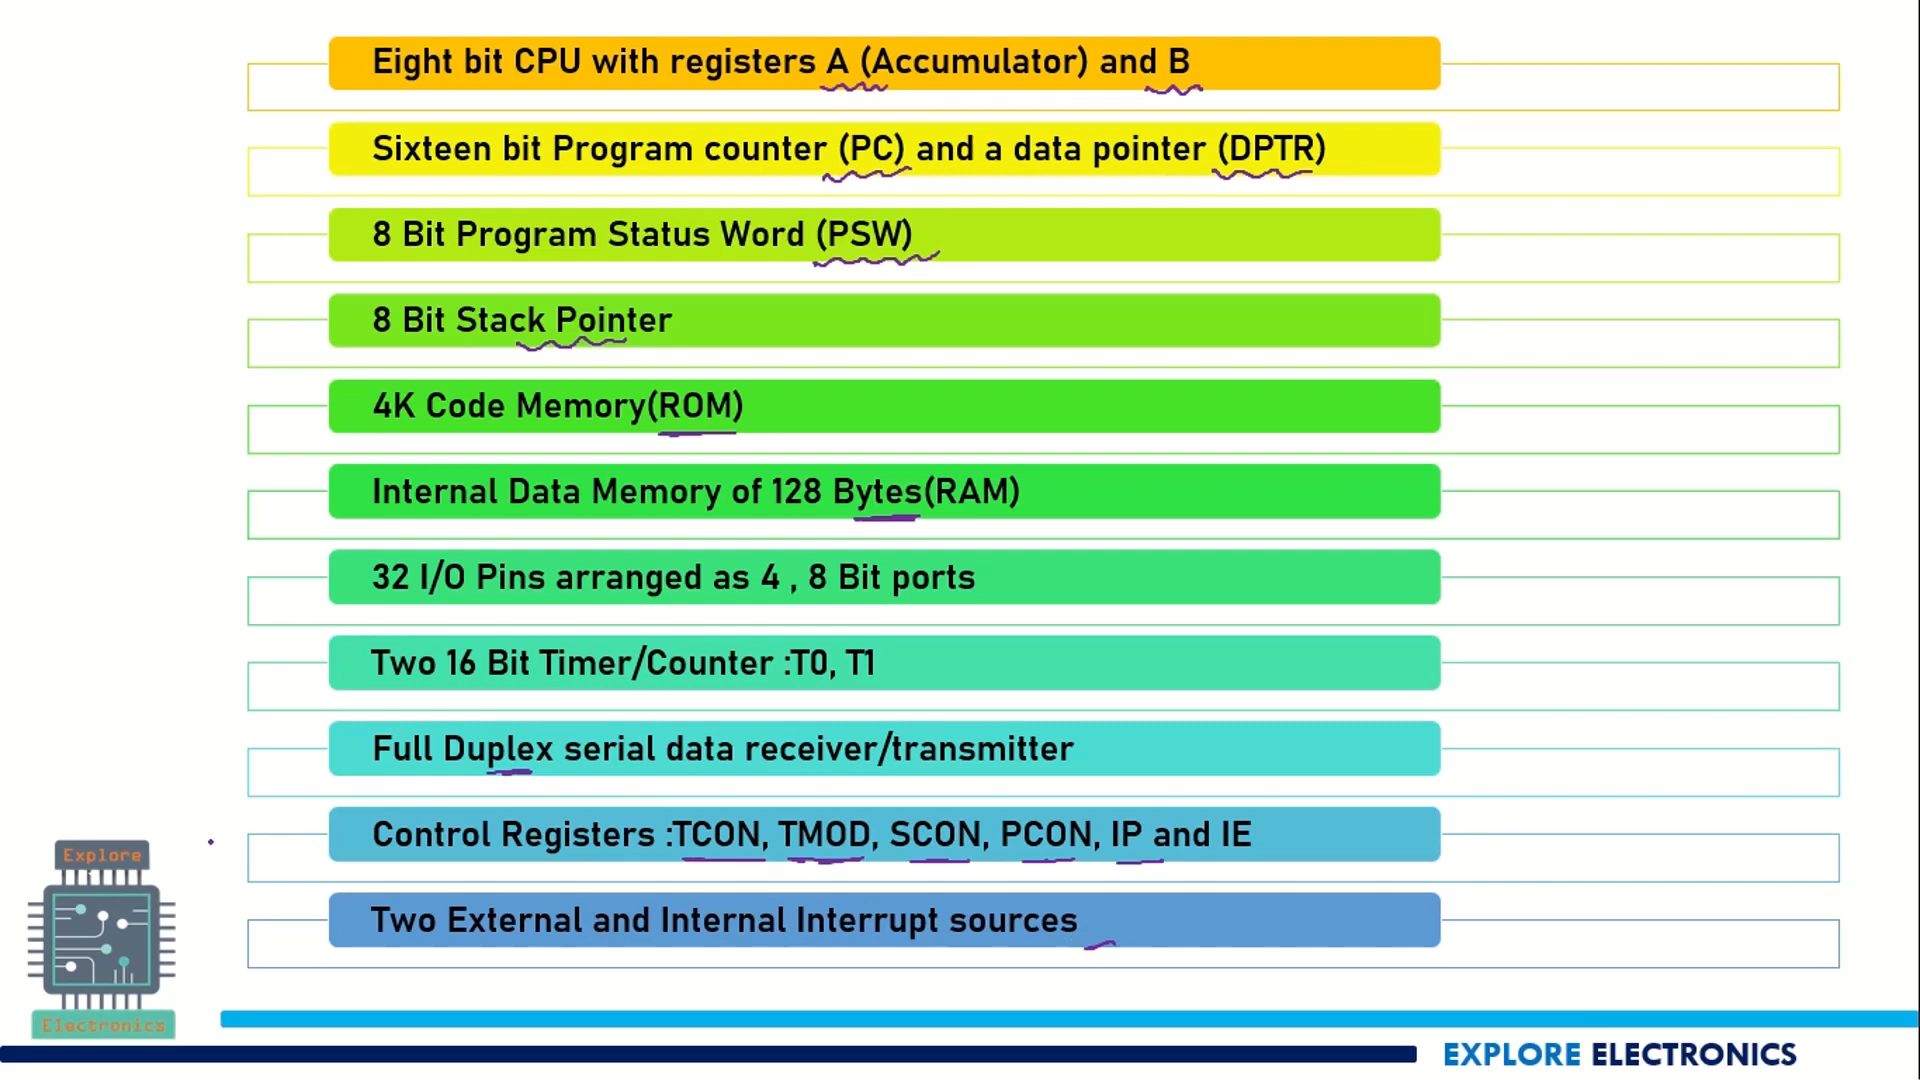 Eight bit CPU with registers A (Accumulator) and B
Sixteen bit Program counter (PC) and a data pointer (DPTR)
8 Bit Program Status Word (PSW)
8 Bit Stack Pointer
4K Code Memory(ROM)
Internal Data Memory of 128 Bytes(RAM)
32 I/O Pins arranged as 4 , 8 Bit ports
Two 16 Bit Timer/Counter :T0, T1
Full Duplex serial data receiver/transmitter
Control Registers :TCON, TMOD, SCON, PCON, IP and IE
Two External and Internal Interrupt sources
Explore
Electronics
EXPLORE ELECTRONICS